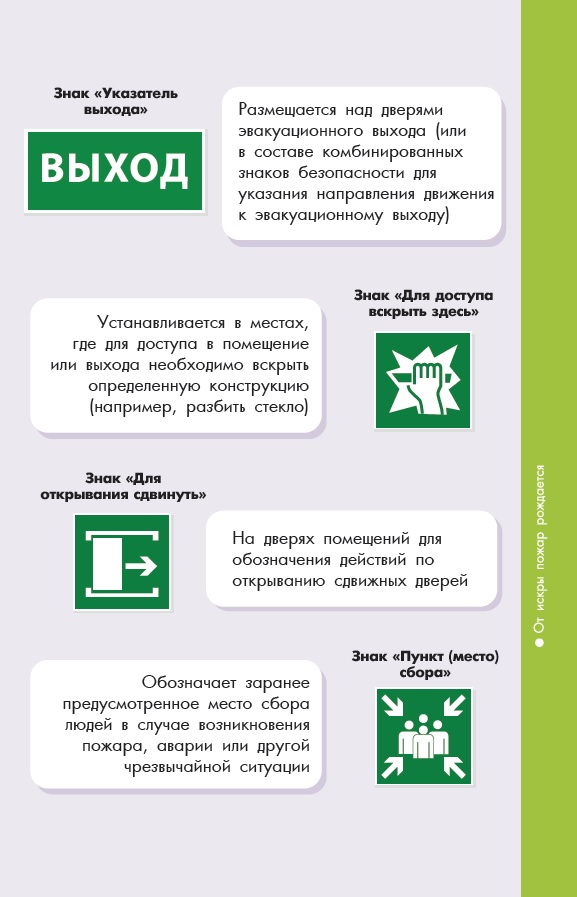 Знак «Указатель
выхода»
ВЫХОД
Размещается над дверями
эвакуационного выхода (или
в составе комбинированных
знаков безопасности для
указания направления движения
к эвакуационному выходу)
Знак «Для доступа
вскрыть здесь»
Устанавливается в местах,
где для доступа в помещение
или выхода необходимо вскрыть
определенную конструкцию
(например, разбить стекло)
Знак «Для
открывания сдвинуть»
На дверях помещений для
обозначения действий по
открыванию сдвижных дверей
Знак «Пункт (место)
сбора»
Обозначает заранее
предусмотренное место сбора
людей в случае возникновения
пожара, аварии или другой
чрезвычайной ситуации
● От искры пожар рождается